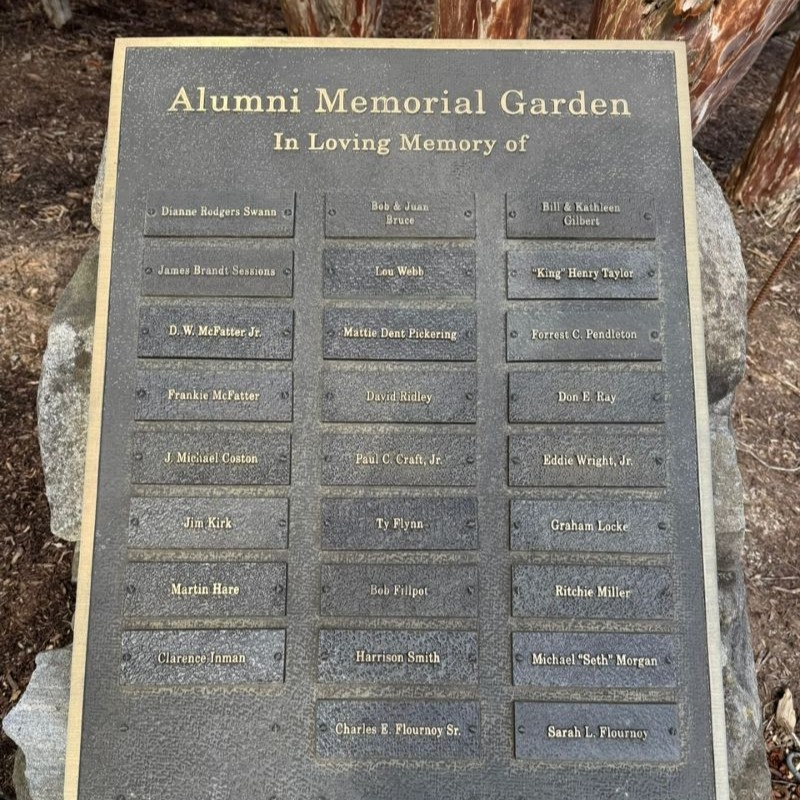 Alumni Memorial Garden
In Loving Memory of
Dianne Rodgers Swann
Bob & Juan
Bruce
Bill & Kathleen
Gilbert
James Brandt Sessions
Lou Webb
"King" Henry Taylor
D. W. McFatter Jr.
Mattie Dent Pickering
Forrest C. Pendleton
Frankie McFatter
David Ridley
Don E. Ray
J. Michael Coston
Paul C. Craft, Jr.
Eddie Wright, Jr.
Jim Kirk
Ty Flynn
Graham Locke
Martin Hare
Bob Fillpot
Ritchie Miller
Clarence Inman
Harrison Smith
Michael "Seth" Morgan
Charles E. Flournoy Sr.
Sarah L. Flournoy